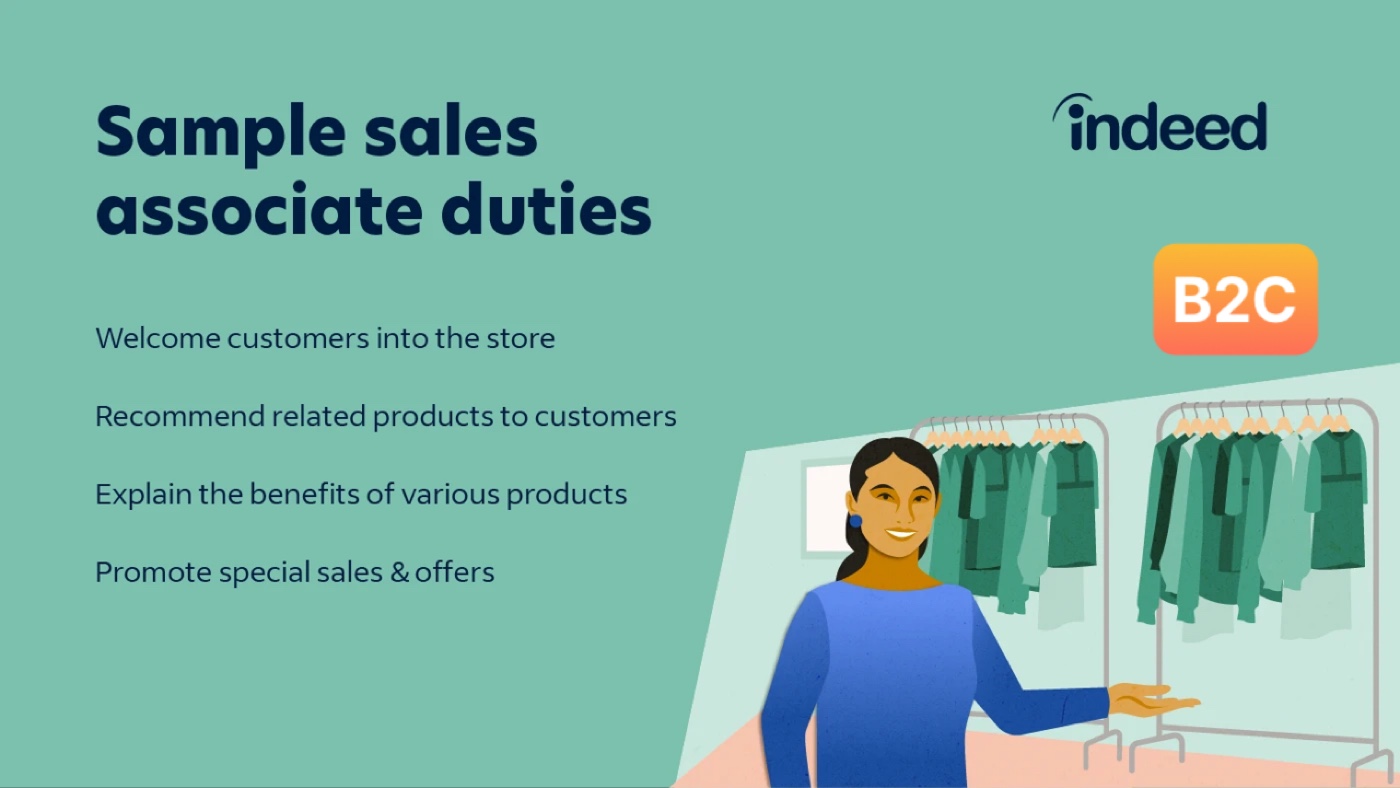 Sample sales
associate duties
indeed
B2C
Welcome customers into the store
Recommend related products to customers
Explain the benefits of various products
Promote special sales & offers